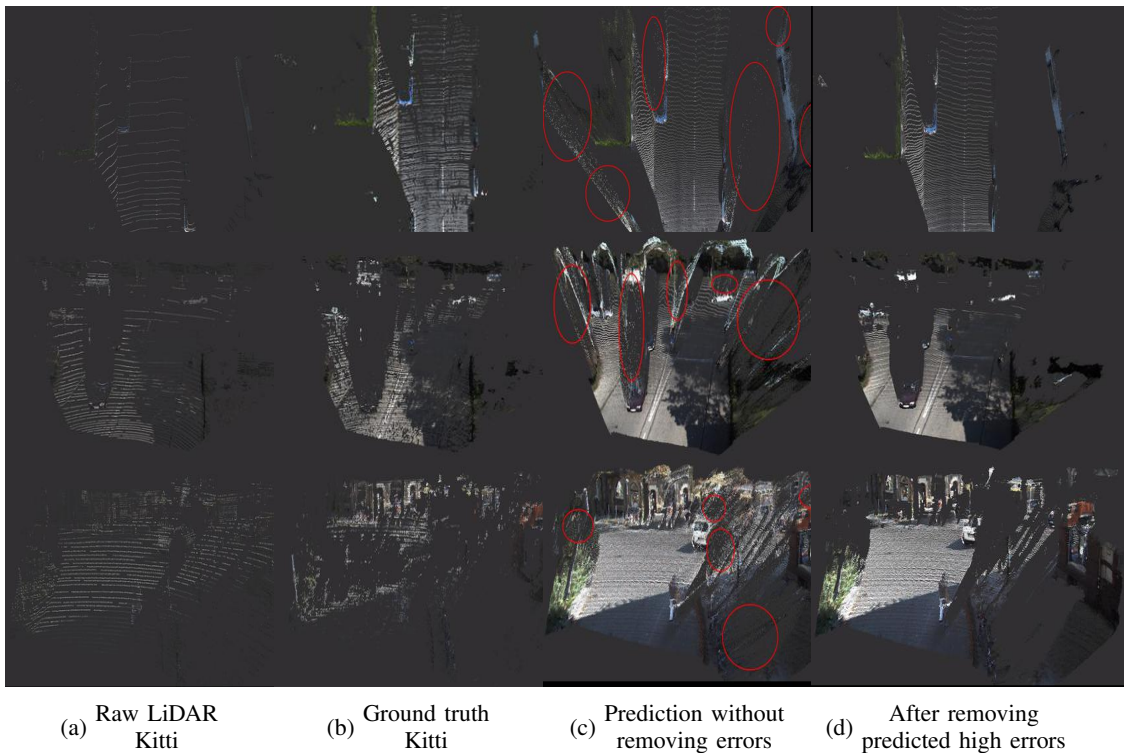 (a) Raw LiDAR
Kitti
(b) Ground truth
Kitti
(c) Prediction without
removing errors
(d) After removing
predicted high errors